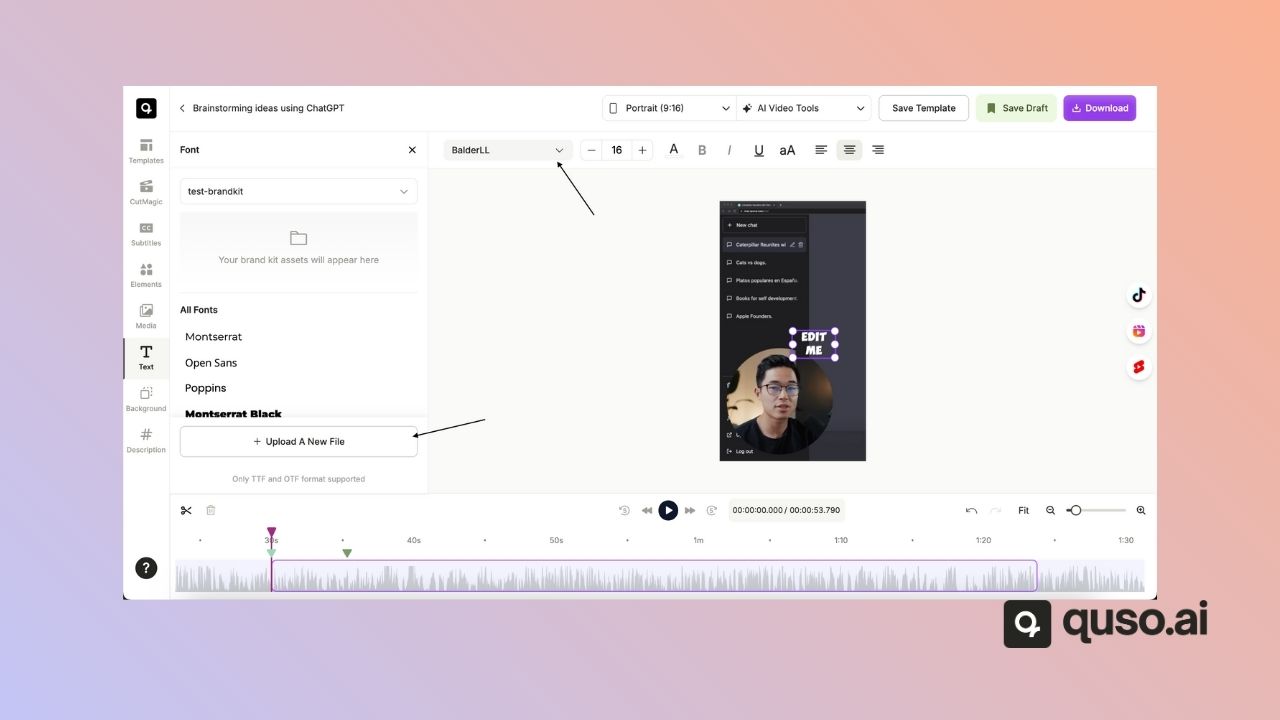 Brainstorming ideas using ChatGPT
Portrait (9:16)
AI Video Tools
Save Template
Save Draft
Download
Templates
CutMagic
Subtitles
Elements
Media
Text
Background
Description
Font
test-brandkit
Your brand kit assets will appear here
All Fonts
Montserrat
Open Sans
Poppins
Montserrat Black
+ Upload A New File
Only TTF and OTF format supported
BalderLL
16
A B I U aA
+ New chat
Caterpillar Reunites wi
Cats vs dogs.
Platos populares en Españ
Books for self development
Apple Founders.
EDIT
ME
Log out
00:00:00.000 / 00:00:53.790
Fit
30s 40s 50s 1m 1:10 1:20 1:30
?
quso.ai